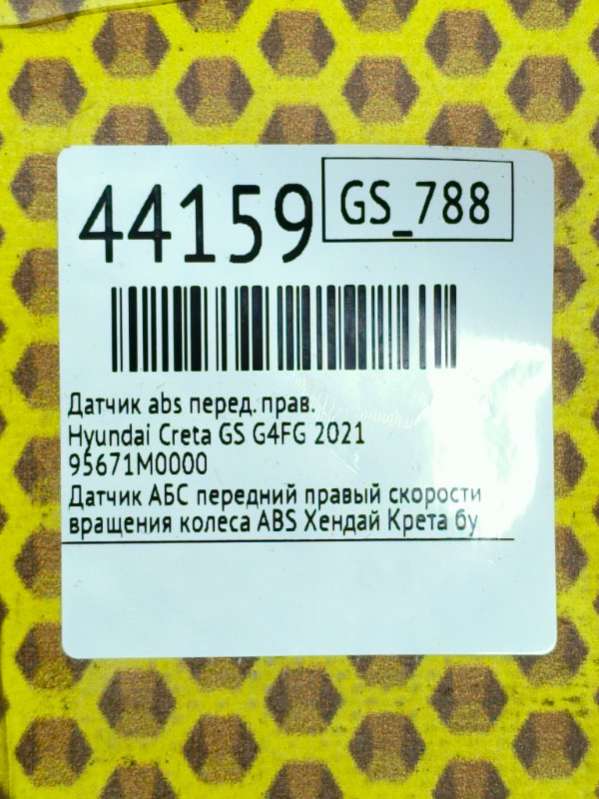 44159
GS_788
Датчик abs перед. прав.
Hyundai Creta GS G4FG 2021
95671M0000
Датчик АБС передний правый скорости
вращения колеса ABS Хендай Крета бу